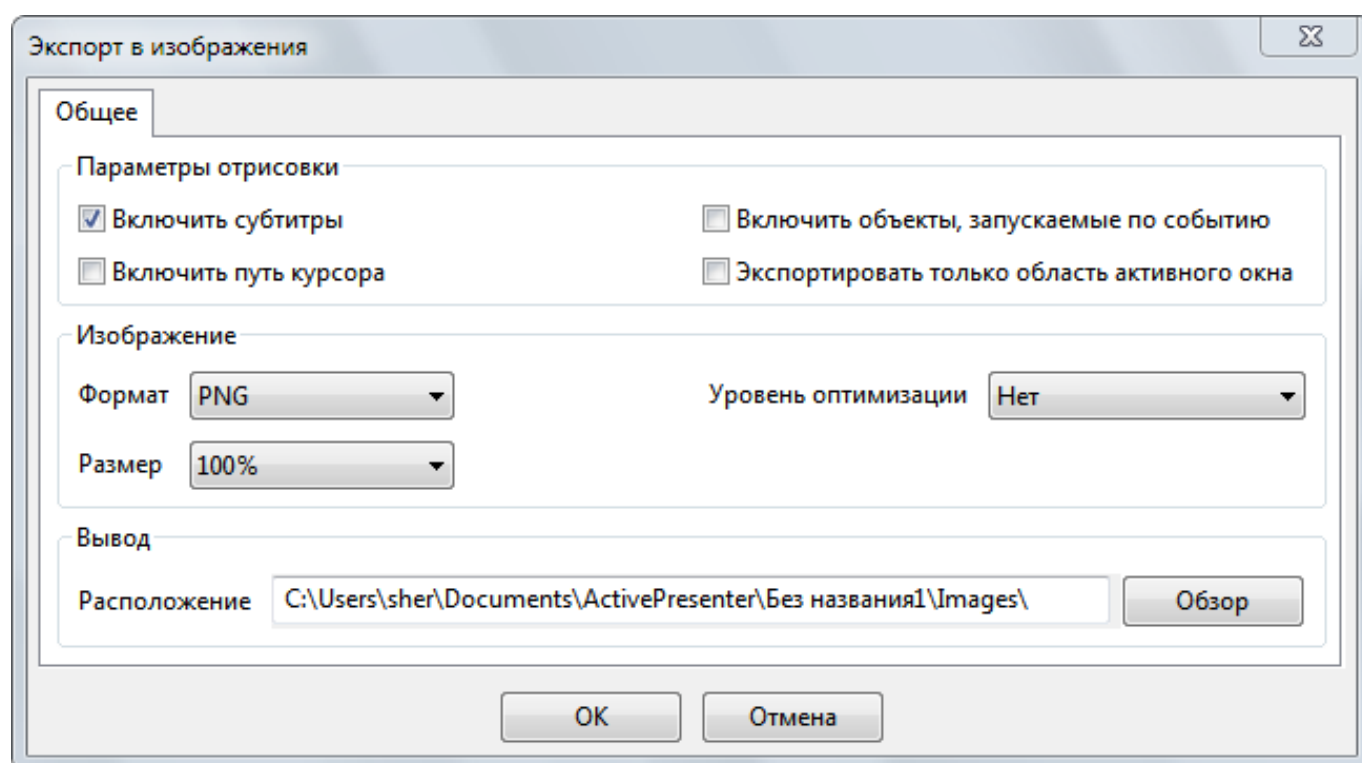 Экспорт в изображения
Общее
Параметры отрисовки
Включить субтитры
Включить объекты, запускаемые по событию
Включить путь курсора
Экспортировать только область активного окна
Изображение
Формат PNG
Уровень оптимизации Нет
Размер 100%
Вывод
Расположение C:\Users\sher\Documents\ActivePresenter\Без названия1\Images\ Обзор
ОК Отмена